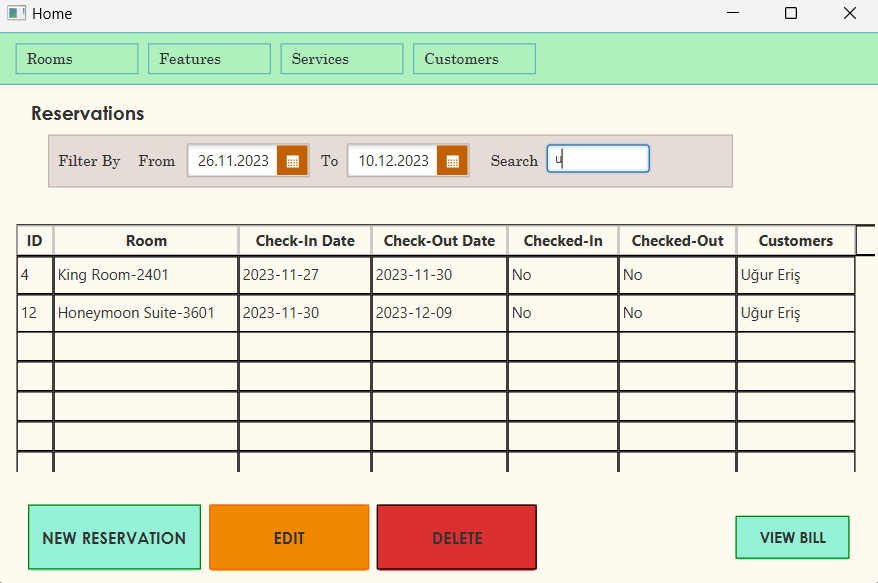 Home
Rooms Features Services Customers
Reservations
Filter By From 26.11.2023 To 10.12.2023 Search u
ID Room Check-In Date Check-Out Date Checked-In Checked-Out Customers
4 King Room-2401 2023-11-27 2023-11-30 No No Uğur Eriş
12 Honeymoon Suite-3601 2023-11-30 2023-12-09 No No Uğur Eriş
NEW RESERVATION EDIT DELETE VIEW BILL